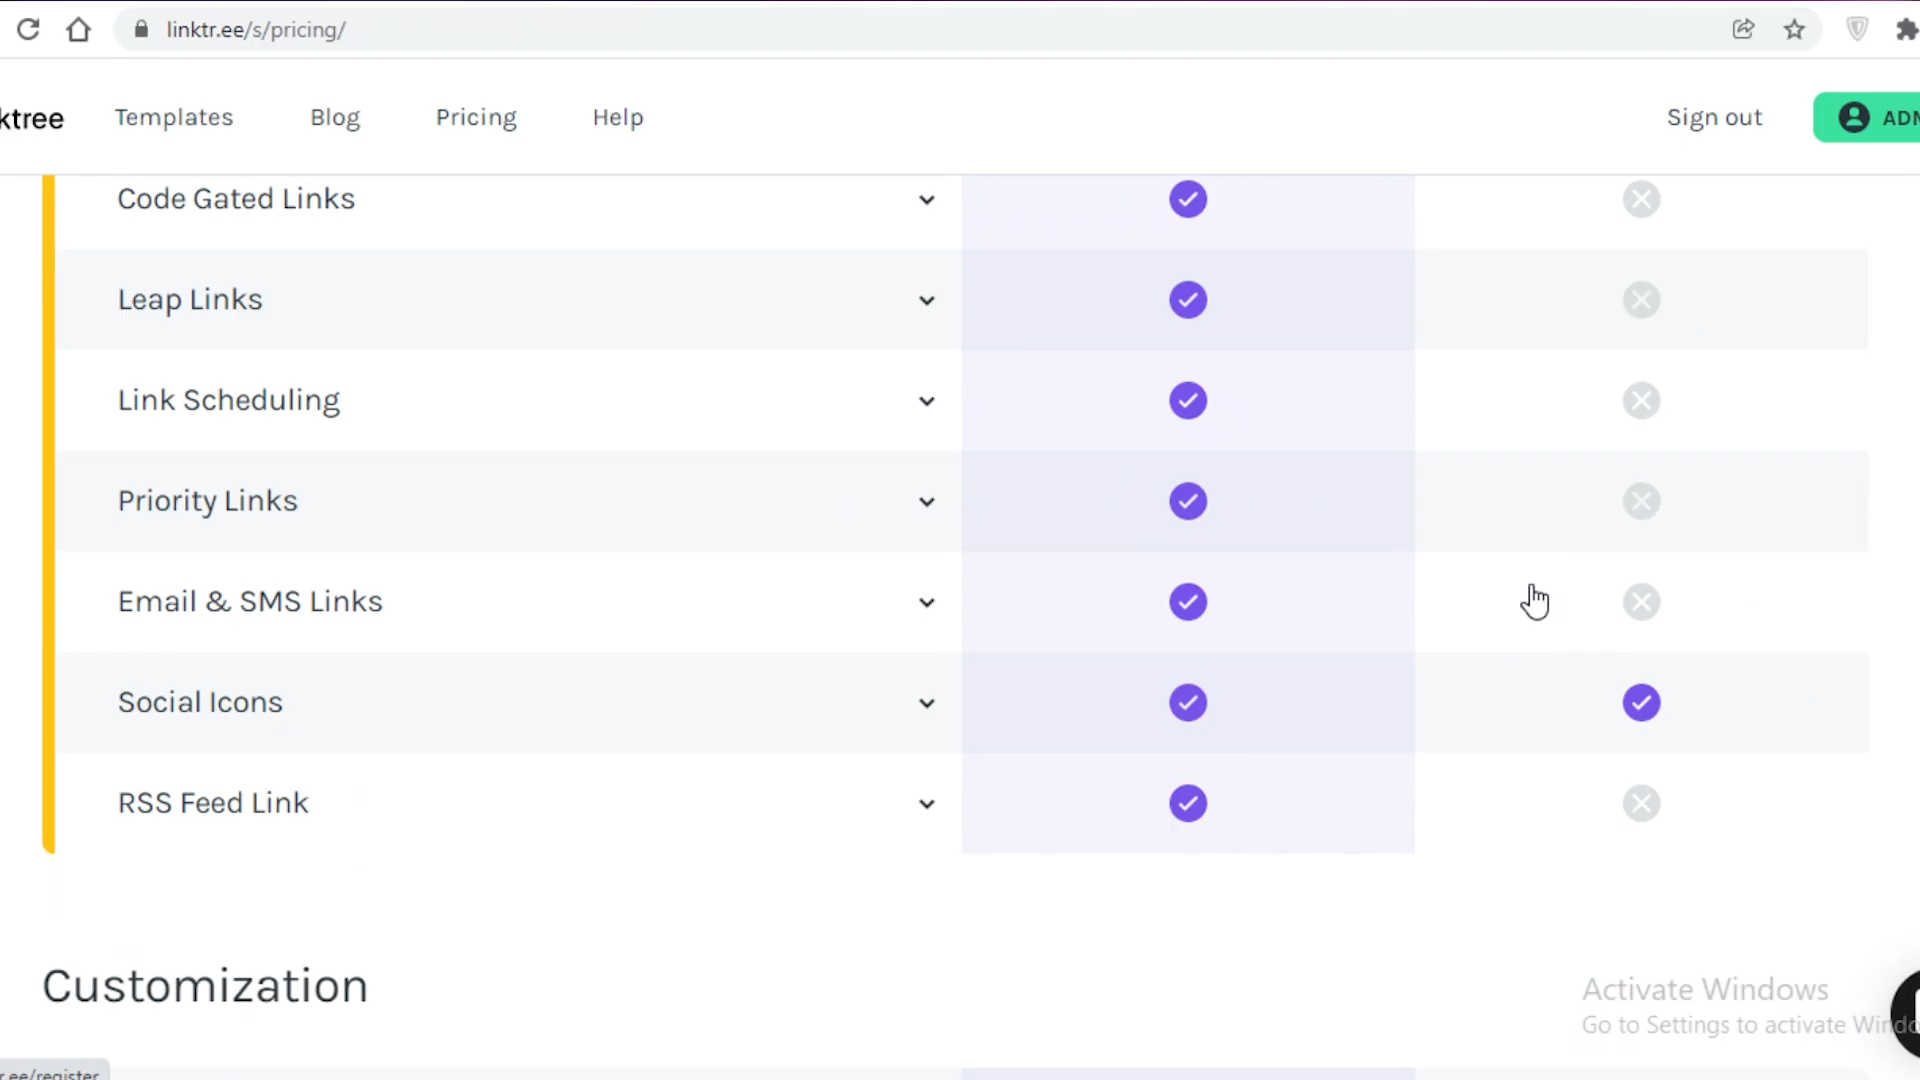 linktr.ee/s/pricing/
ktree Templates Blog Pricing Help Sign out ADM
Code Gated Links
Leap Links
Link Scheduling
Priority Links
Email & SMS Links
Social Icons
RSS Feed Link
Customization
Activate Windows
Go to Settings to activate Windo
r.ee/register